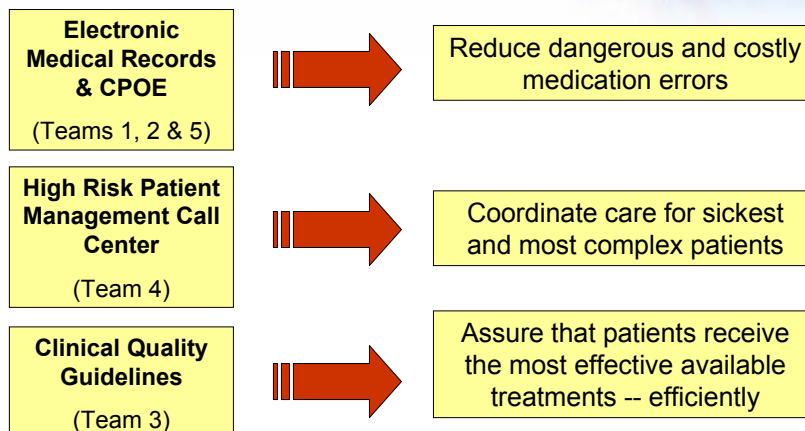 Electronic
Medical Records
& CPOE
(Teams 1, 2 & 5)
Reduce dangerous and costly
medication errors
High Risk Patient
Management Call
Center
(Team 4)
Coordinate care for sickest
and most complex patients
Clinical Quality
Guidelines
(Team 3)
Assure that patients receive
the most effective available
treatments -- efficiently